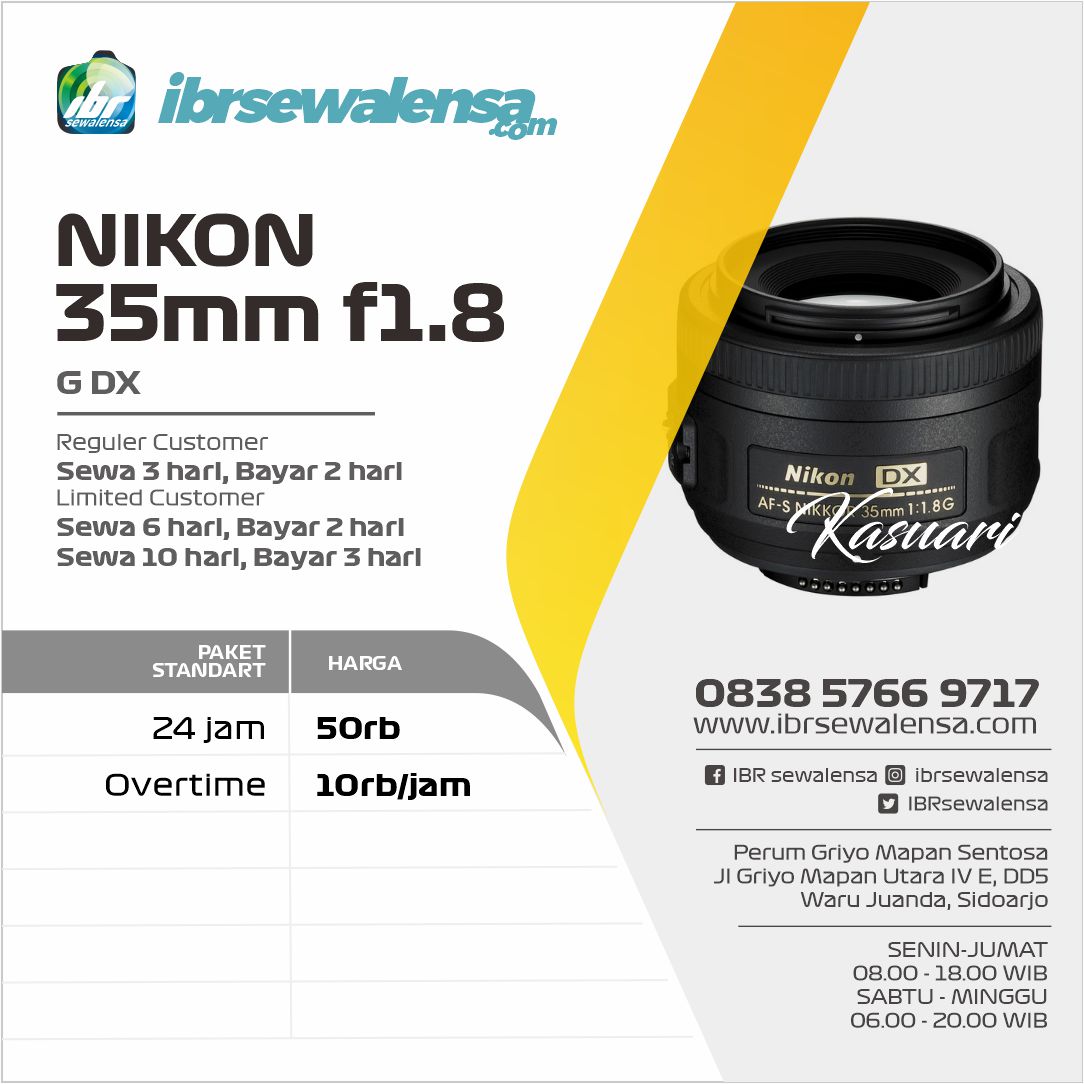 ibr
sewalensa
ibrsewalensa
.com
NIKON
35mm f1.8
G DX
Reguler Customer
Sewa 3 hari, Bayar 2 hari
Limited Customer
Sewa 6 hari, Bayar 2 hari
Sewa 10 hari, Bayar 3 hari
PAKET
STANDART
HARGA
24 jam
50rb
Overtime
10rb/jam
Nikon DX
AF-S NIKKOR 35mm 1:1.8G
Kasuari
0838 5766 9717
www.ibrsewalensa.com
IBR sewalensa ibrsewalensa
IBRsewalensa
Perum Griyo Mapan Sentosa
Jl Griyo Mapan Utara IV E, DD5
Waru Juanda, Sidoarjo
SENIN-JUMAT
08.00 - 18.00 WIB
SABTU - MINGGU
06.00 - 20.00 WIB